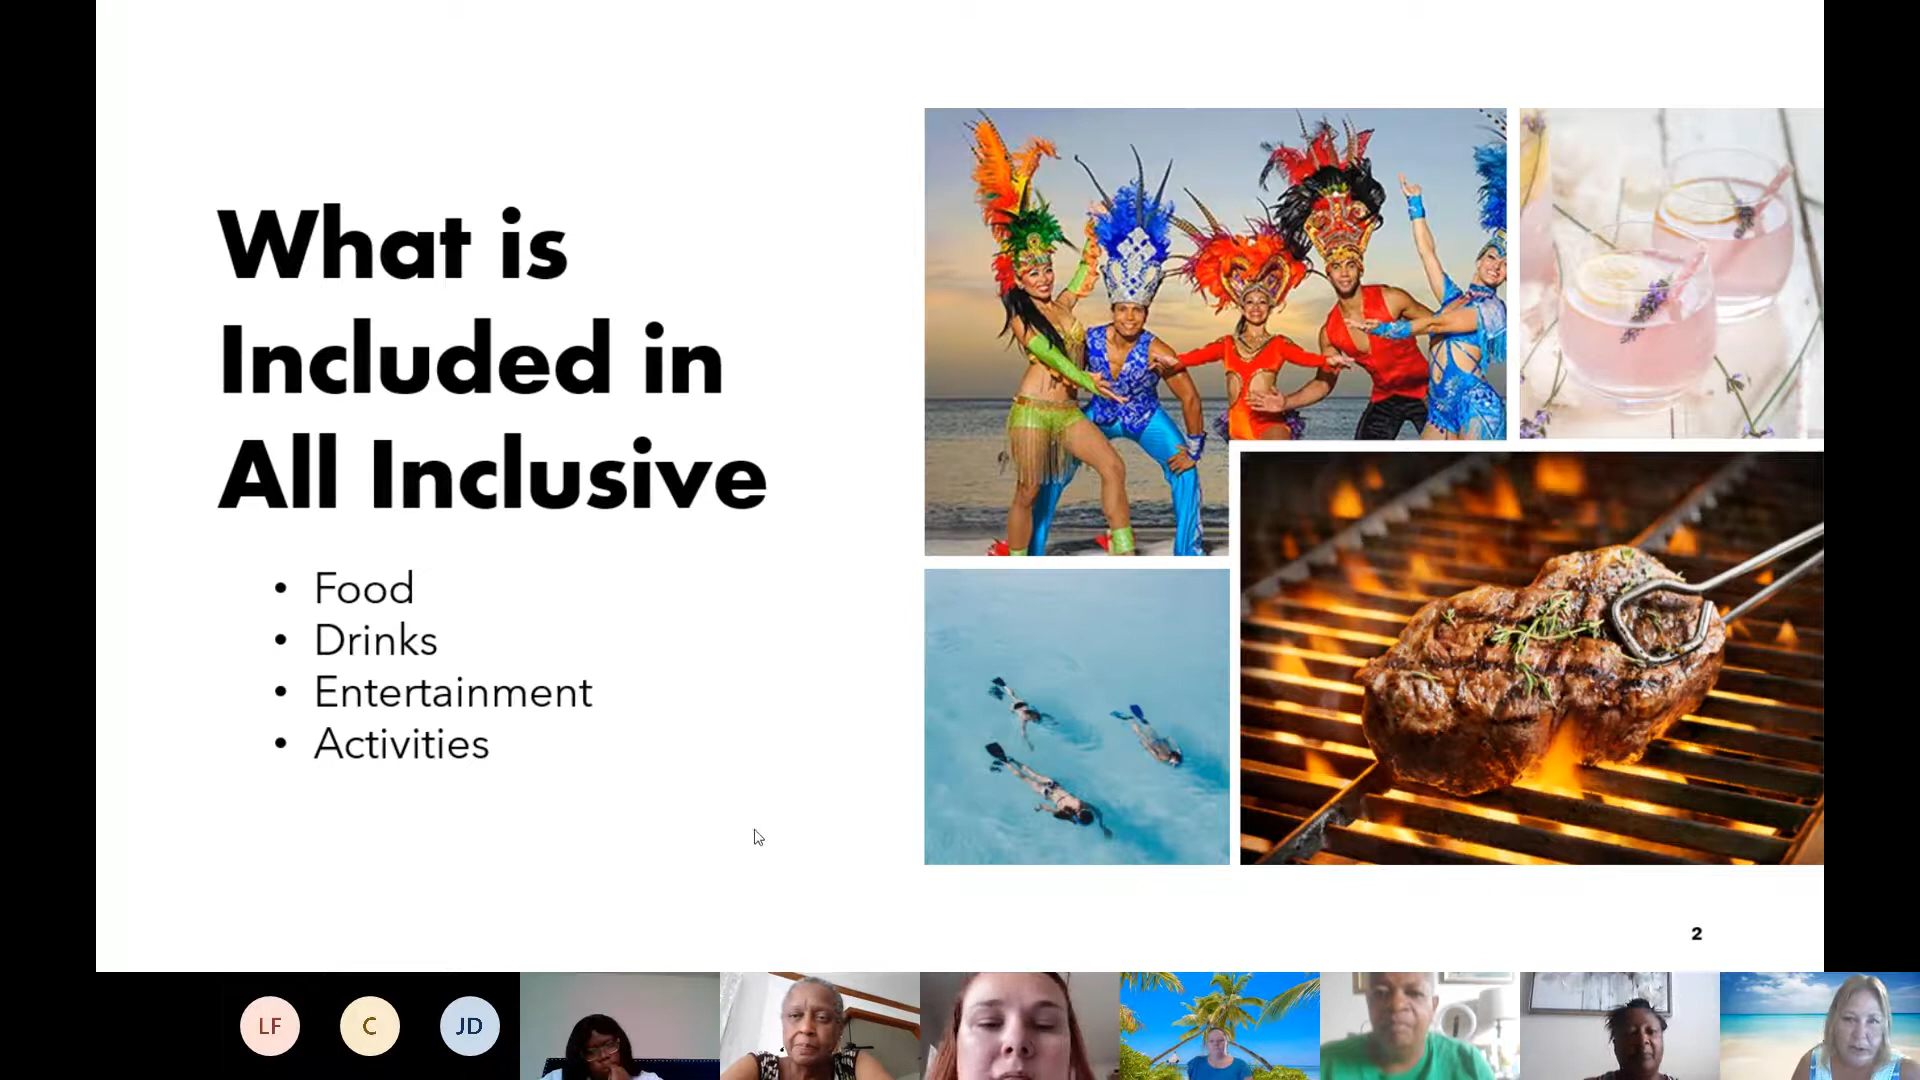 What is
Included in
All Inclusive
• Food
• Drinks
• Entertainment
• Activities
2
LF
C
JD